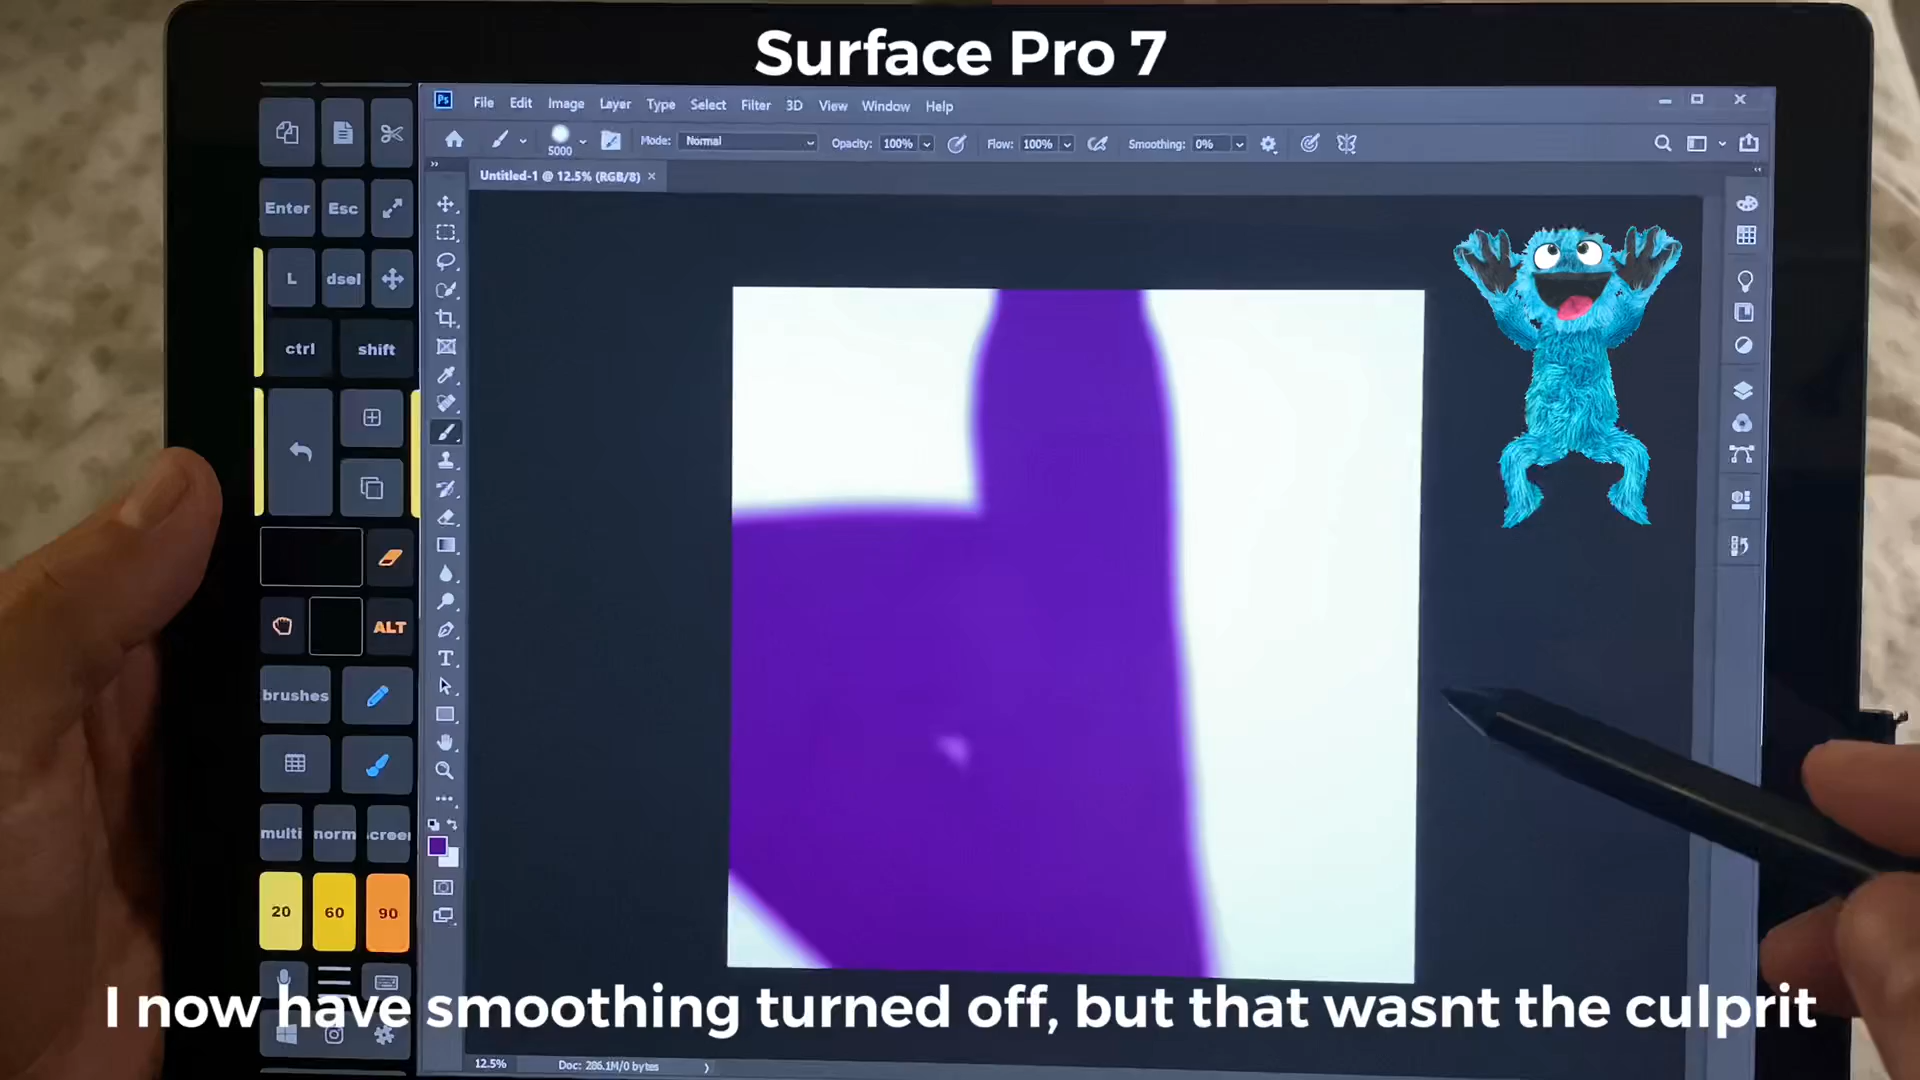 Surface Pro 7
Ps File Edit Image Layer Type Select Filter 3D View Window Help
5000 Mode: Normal Opacity: 100% Flow: 100% Smoothing: 0%
Untitled-1 @ 12.5% (RGB/8) ×
Enter Esc
L dsel
ctrl shift
ALT
brushes
T
multi norm screen
20 60 90
I now have smoothing turned off, but that wasnt the culprit
12.5% Doc: 286.1M/0 bytes